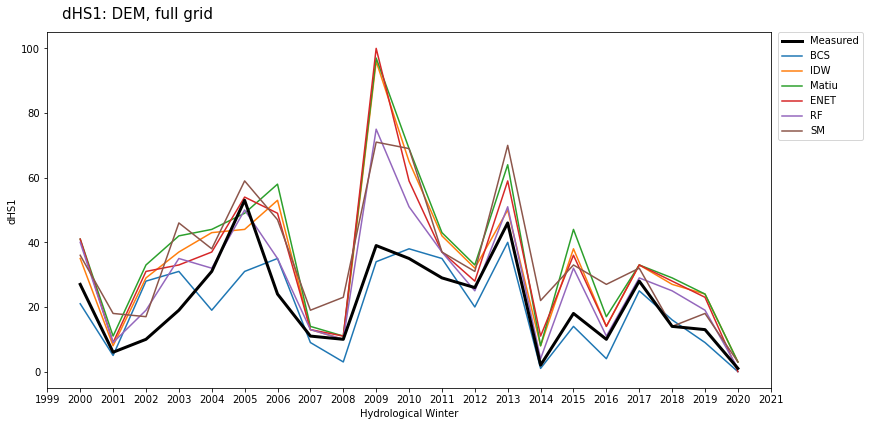 dHS1: DEM, full grid
100
80
60
40
20
0
dHS1
1999 2000 2001 2002 2003 2004 2005 2006 2007 2008 2009 2010 2011 2012 2013 2014 2015 2016 2017 2018 2019 2020 2021
Hydrological Winter
Measured
BCS
IDW
Matiu
ENET
RF
SM